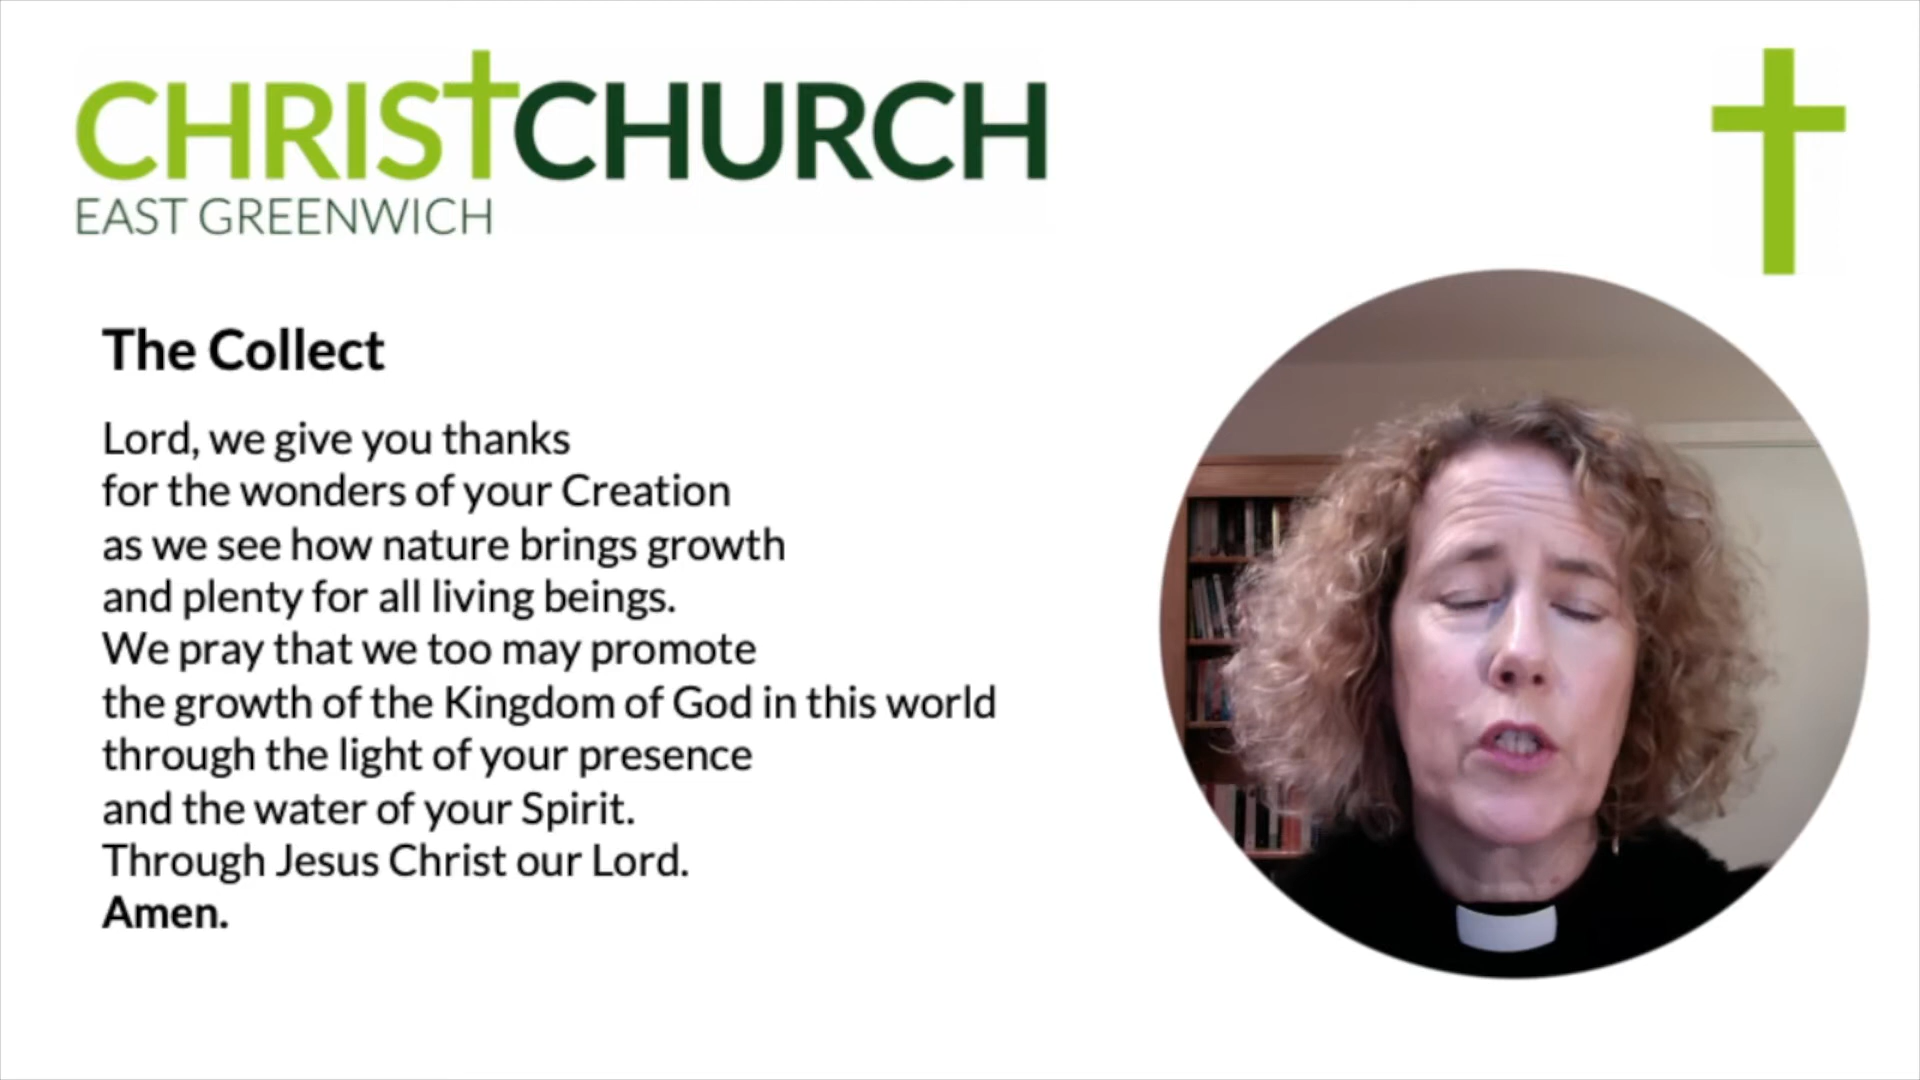 CHRISTCHURCH
EAST GREENWICH
The Collect
Lord, we give you thanks
for the wonders of your Creation
as we see how nature brings growth
and plenty for all living beings.
We pray that we too may promote
the growth of the Kingdom of God in this world
through the light of your presence
and the water of your Spirit.
Through Jesus Christ our Lord.
Amen.